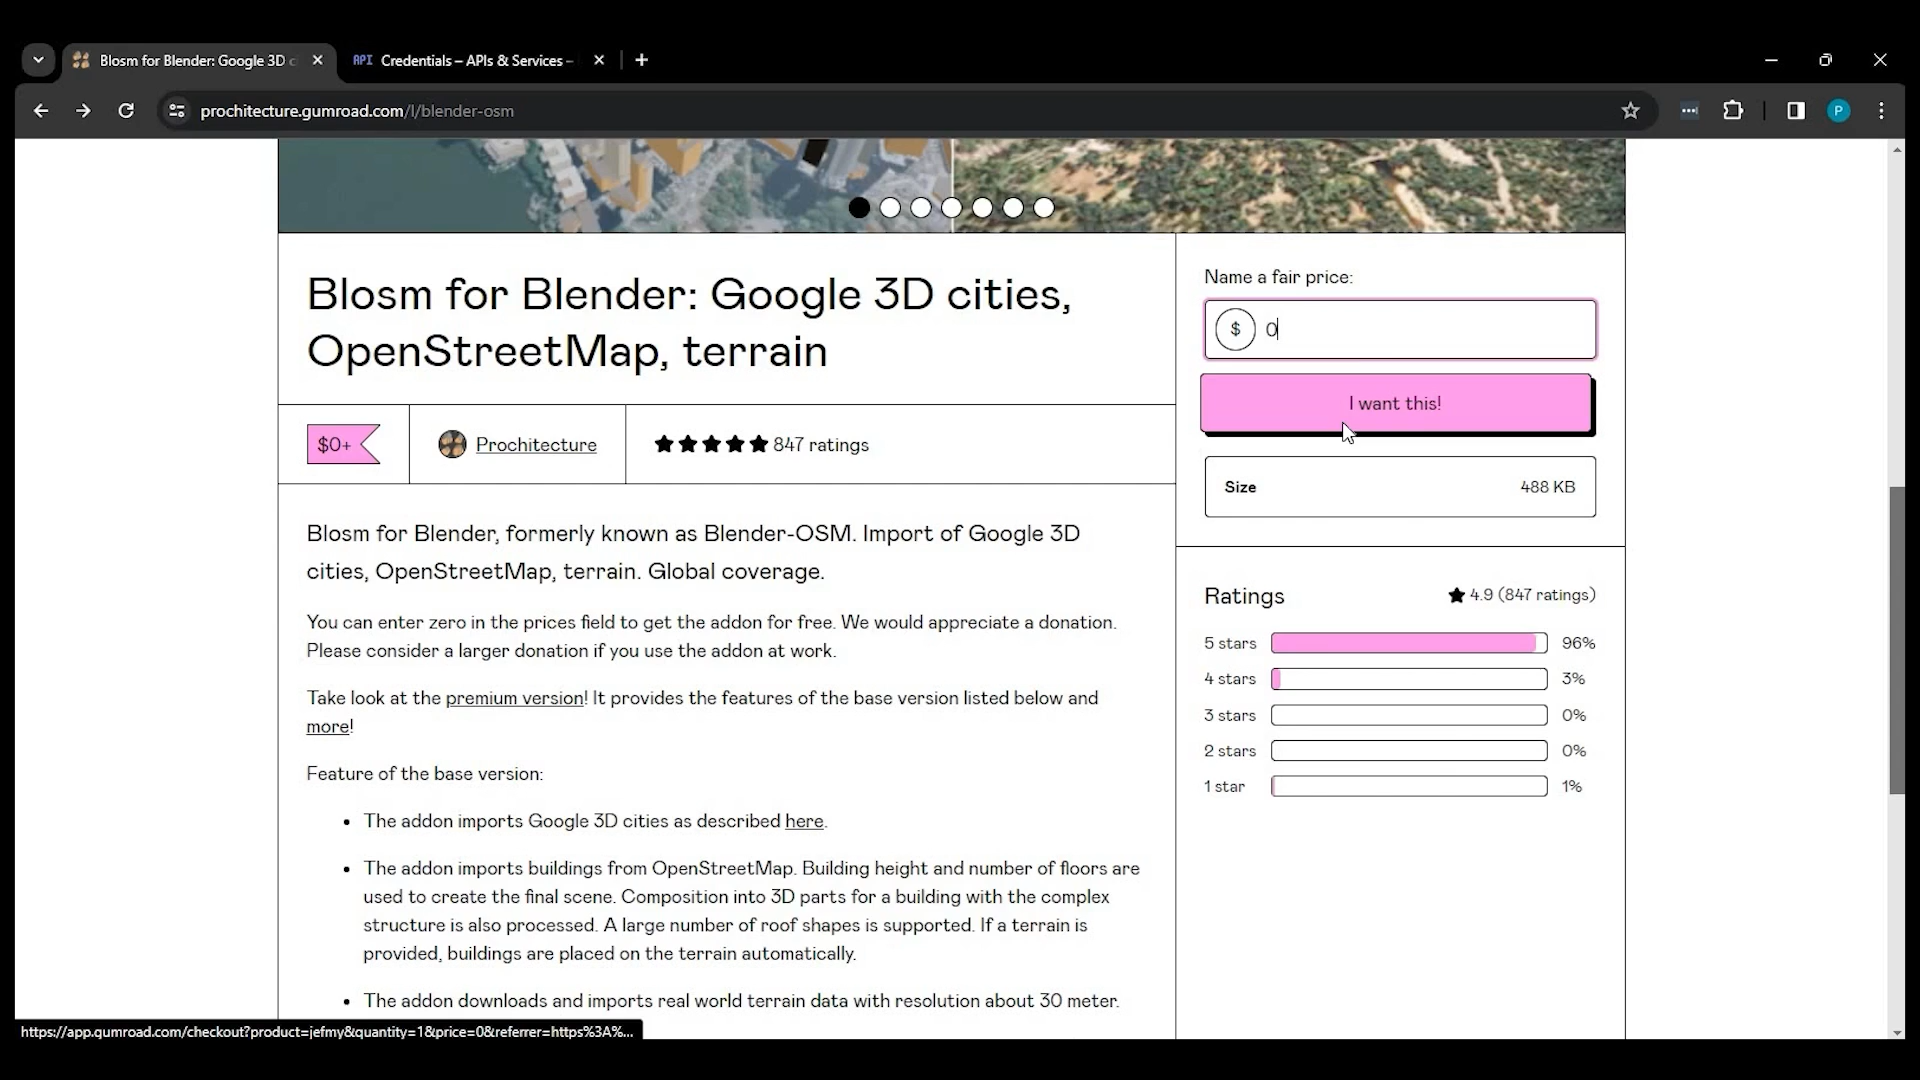 Blosm for Blender: Google 3D c
API Credentials – APIs & Services –
prochitecture.gumroad.com/l/blender-osm
P
Blosm for Blender: Google 3D cities,
OpenStreetMap, terrain
$0+
Prochitecture
847 ratings
Blosm for Blender, formerly known as Blender-OSM. Import of Google 3D
cities, OpenStreetMap, terrain. Global coverage.
You can enter zero in the prices field to get the addon for free. We would appreciate a donation.
Please consider a larger donation if you use the addon at work.
Take look at the premium version! It provides the features of the base version listed below and
more!
Feature of the base version:
• The addon imports Google 3D cities as described here.
• The addon imports buildings from OpenStreetMap. Building height and number of floors are
used to create the final scene. Composition into 3D parts for a building with the complex
structure is also processed. A large number of roof shapes is supported. If a terrain is
provided, buildings are placed on the terrain automatically.
• The addon downloads and imports real world terrain data with resolution about 30 meter.
Name a fair price:
$ 0
I want this!
Size 488 KB
Ratings ★ 4.9 (847 ratings)
5 stars 96%
4 stars 3%
3 stars 0%
2 stars 0%
1 star 1%
https://app.gumroad.com/checkout?product=jefmy&quantity=1&price=0&referrer=https%3A%...